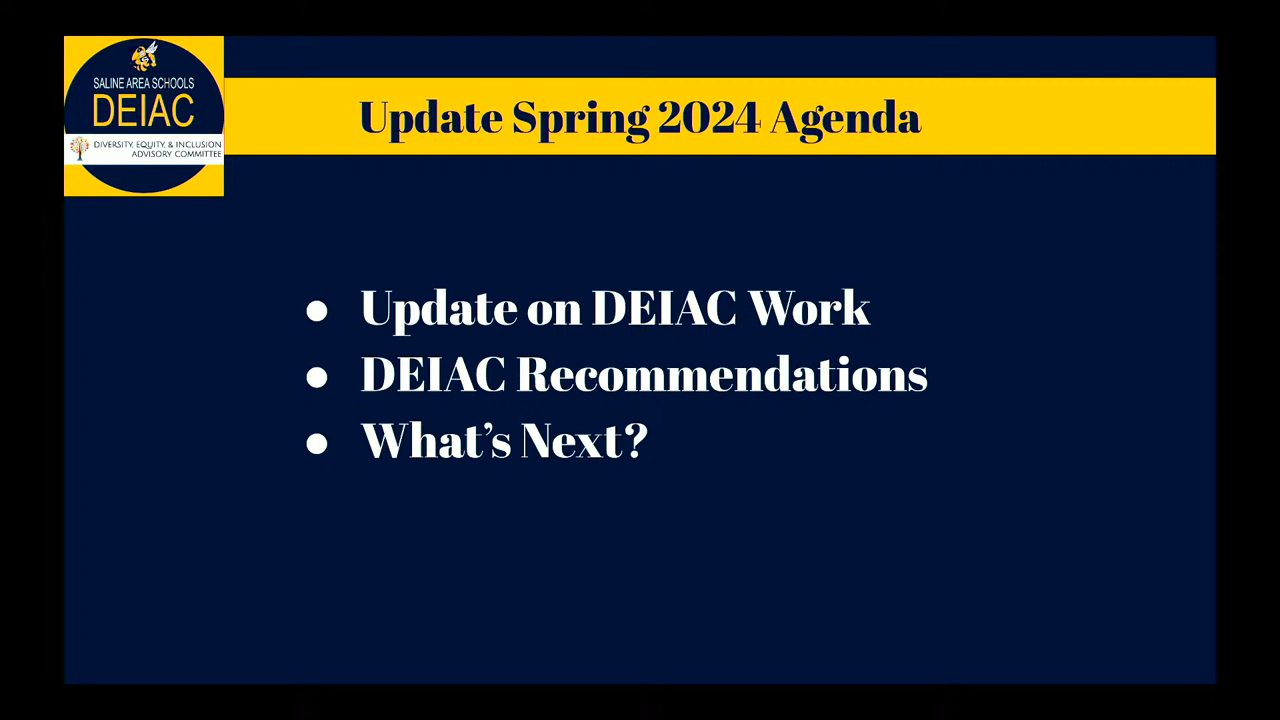 SALINE AREA SCHOOLS
DEIAC
DIVERSITY, EQUITY, & INCLUSION
ADVISORY COMMITTEE
Update Spring 2024 Agenda
● Update on DEIAC Work
● DEIAC Recommendations
● What's Next?